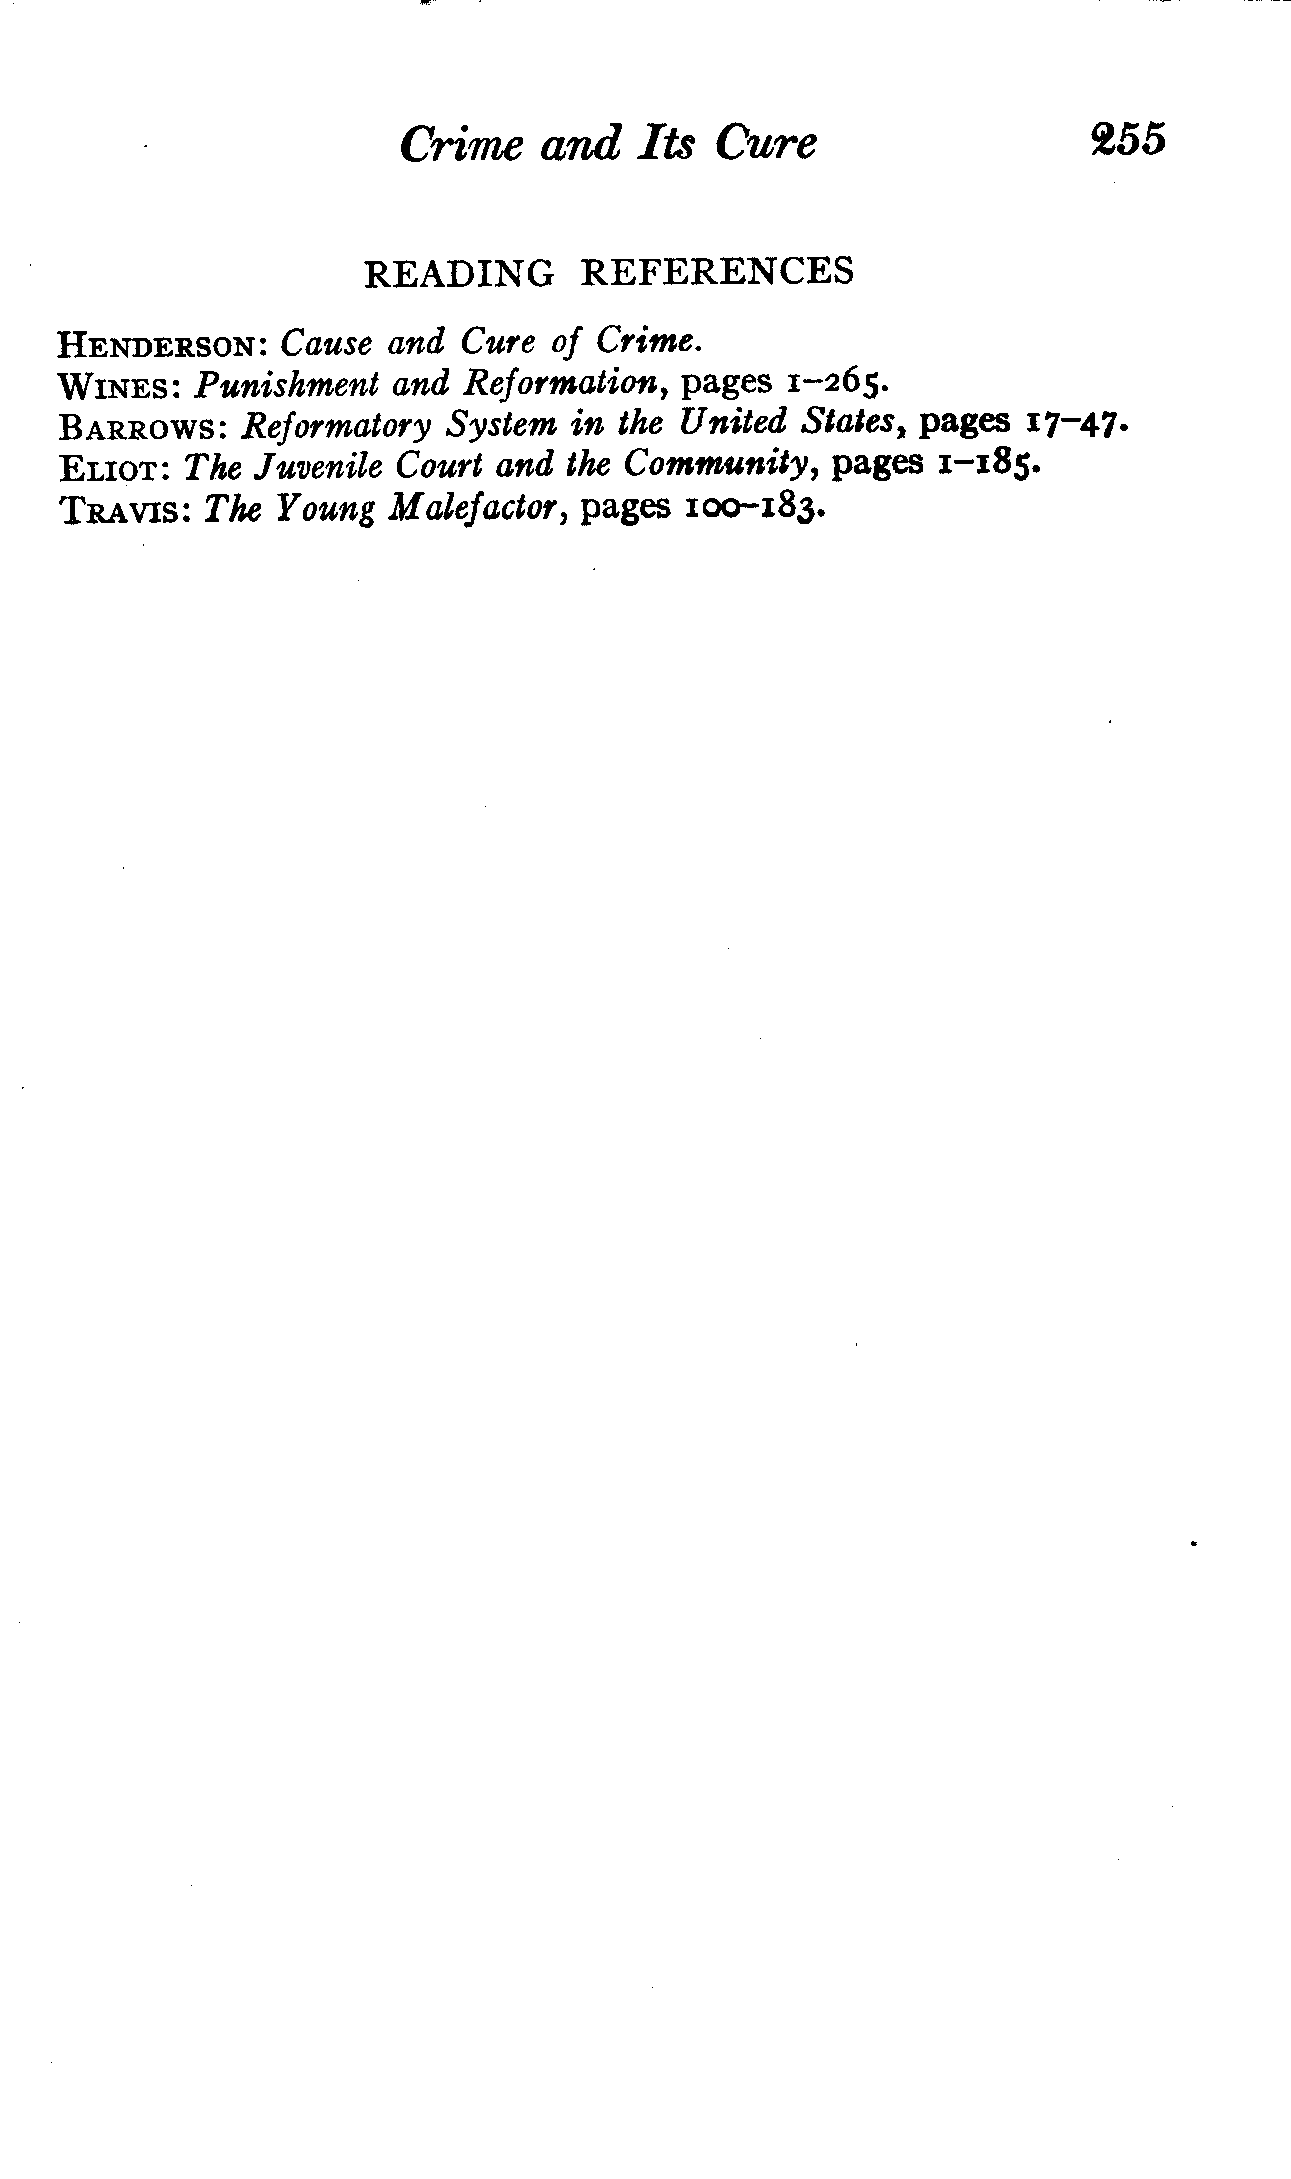 Crime and Its Cure 255
READING REFERENCES
HENDERSON: Cause and Cure of Crime.
WINES: Punishment and Reformation, pages 1–265.
BARROWS: Reformatory System in the United States, pages 17–47.
ELIOT: The Juvenile Court and the Community, pages 1–185.
TRAVIS: The Young Malefactor, pages 100–183.